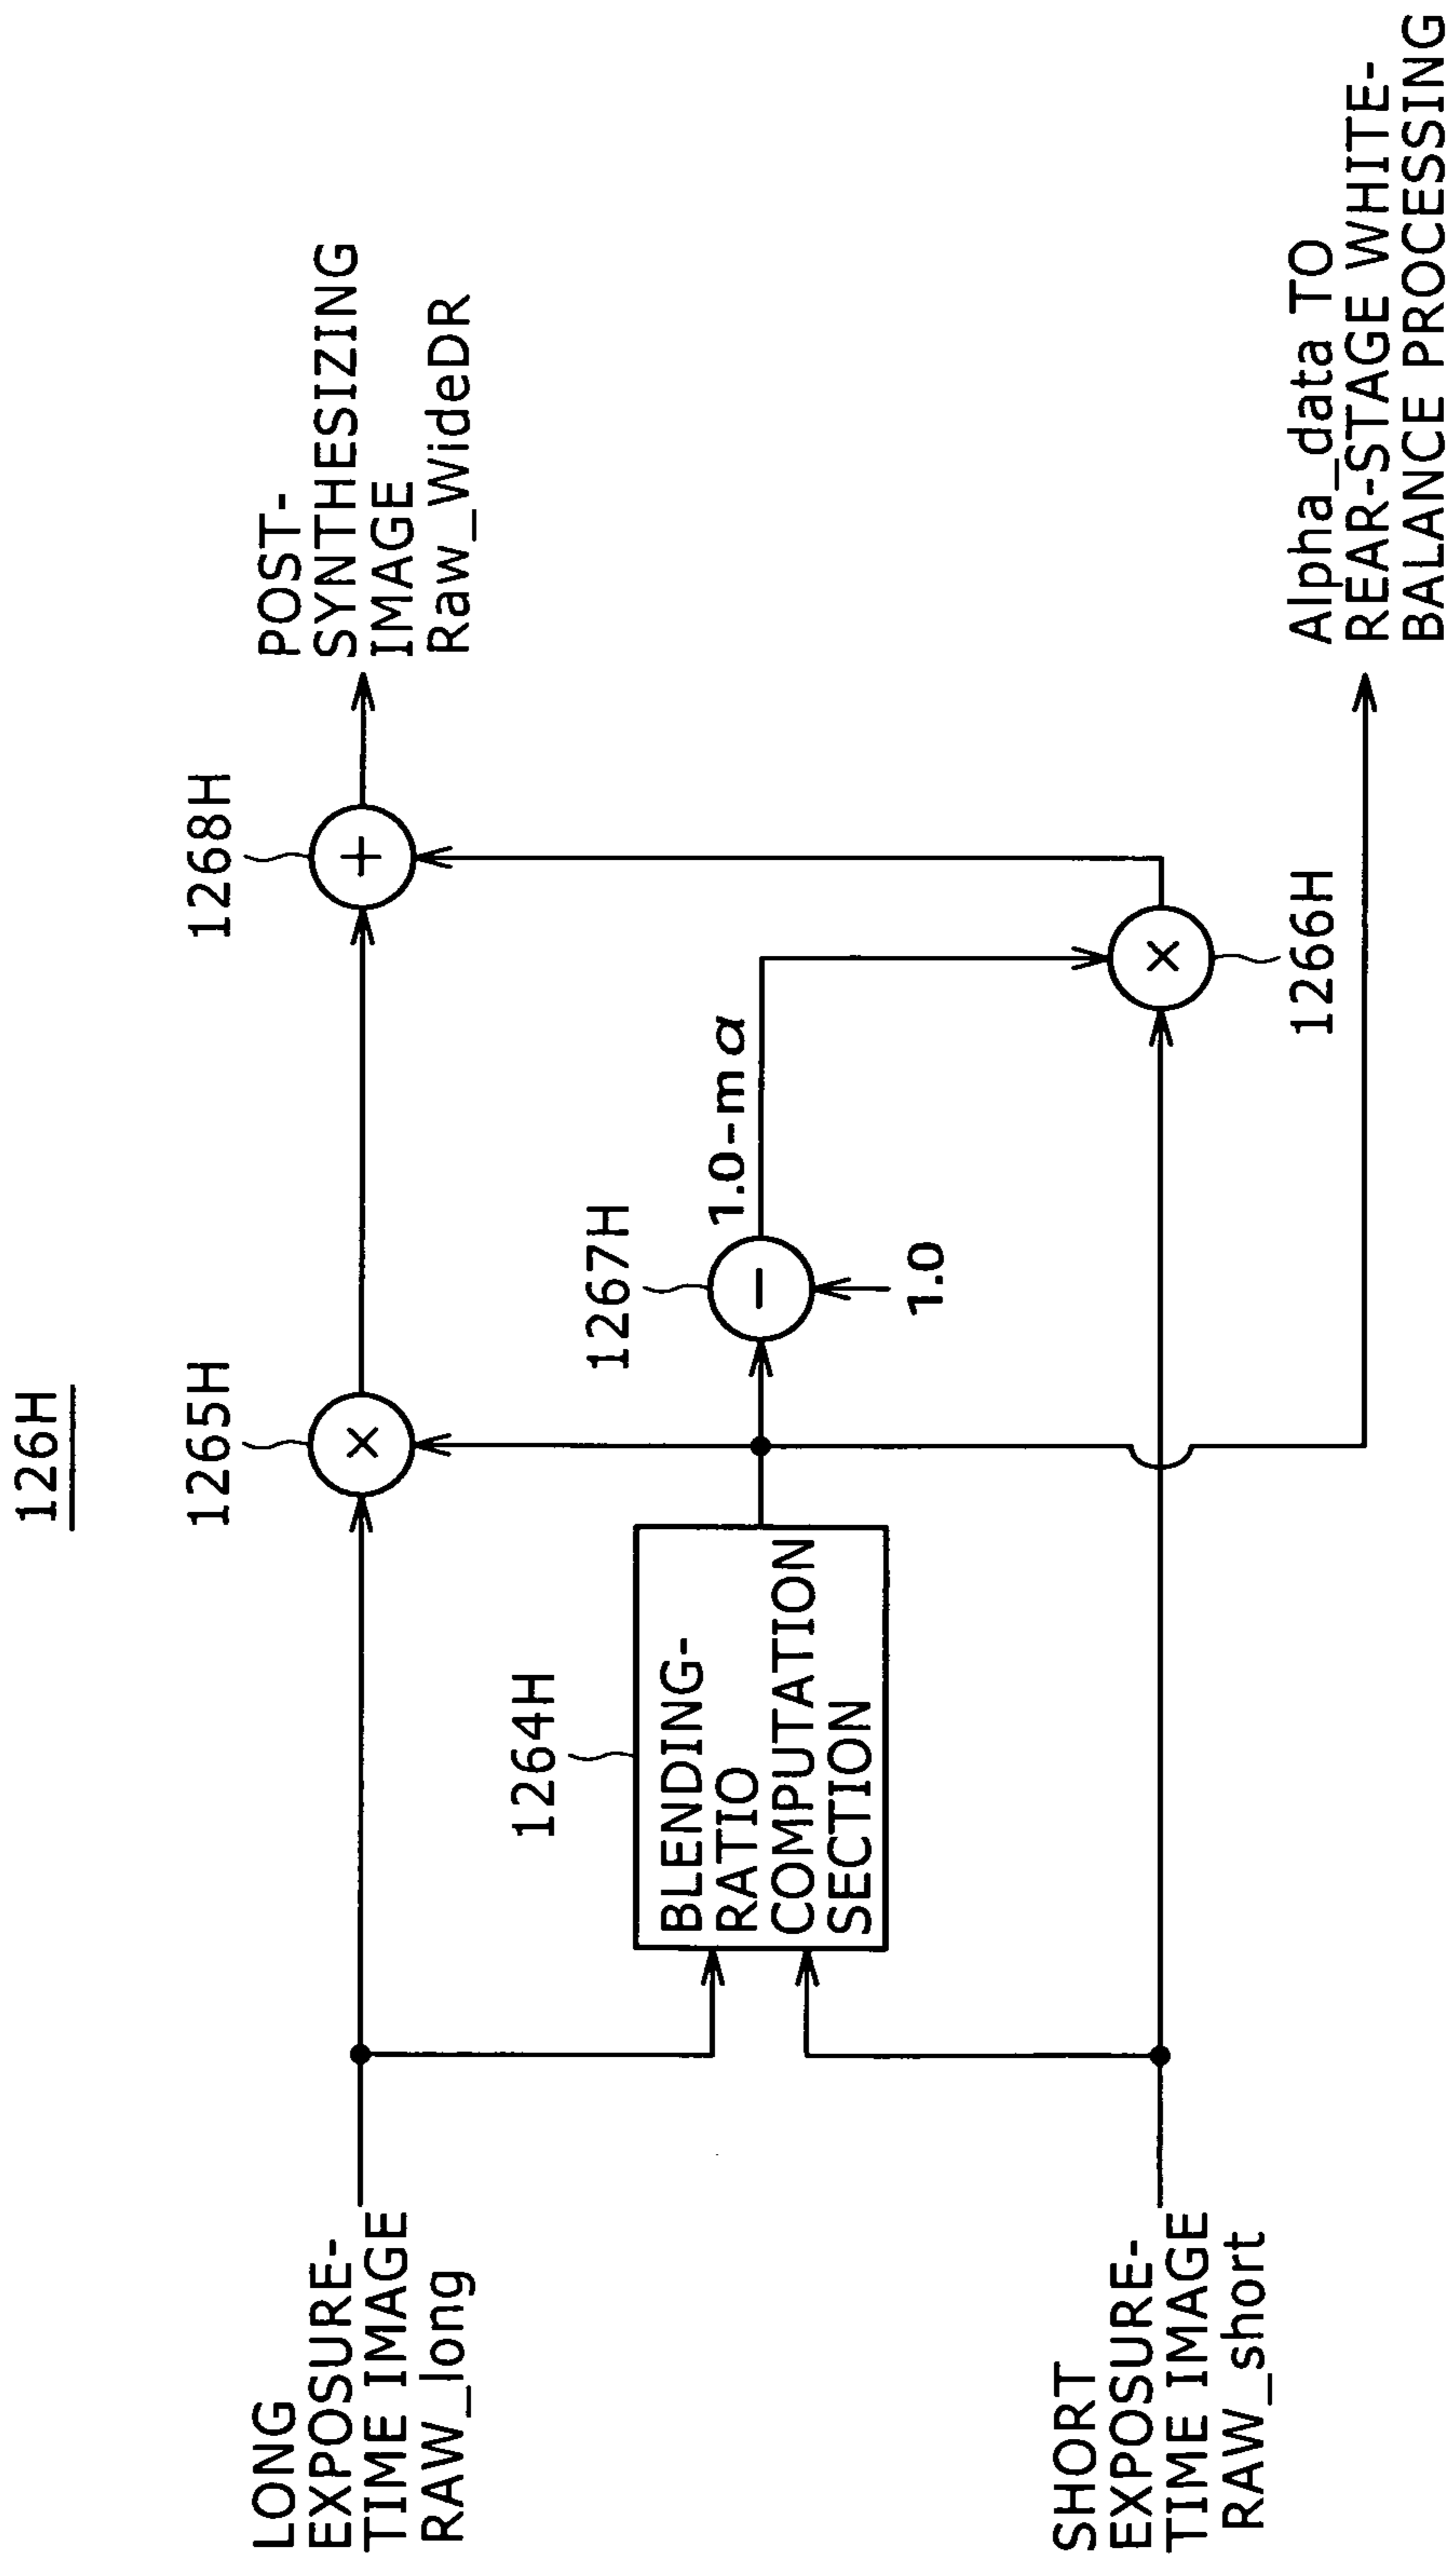 126H
LONG
EXPOSURE-
TIME IMAGE
RAW_long
1265H
×
1268H
+
POST-
SYNTHESIZING
IMAGE
Raw_WideDR
1264H
BLENDING-
RATIO
COMPUTATION
SECTION
1267H
−
1.0
1.0-mα
SHORT
EXPOSURE-
TIME IMAGE
RAW_short
×
1266H
Alpha_data TO
REAR-STAGE WHITE-
BALANCE PROCESSING